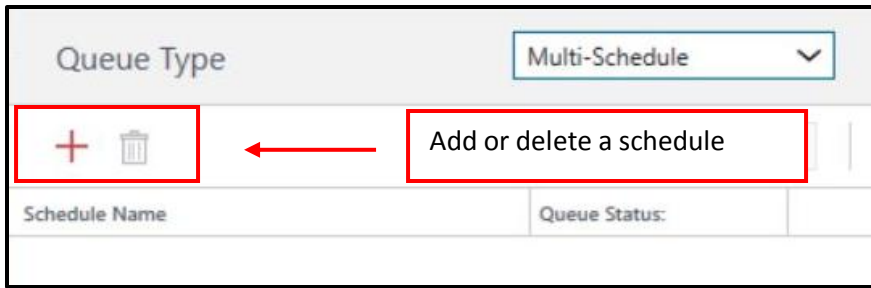 Queue Type
Multi-Schedule
Add or delete a schedule
Schedule Name
Queue Status: